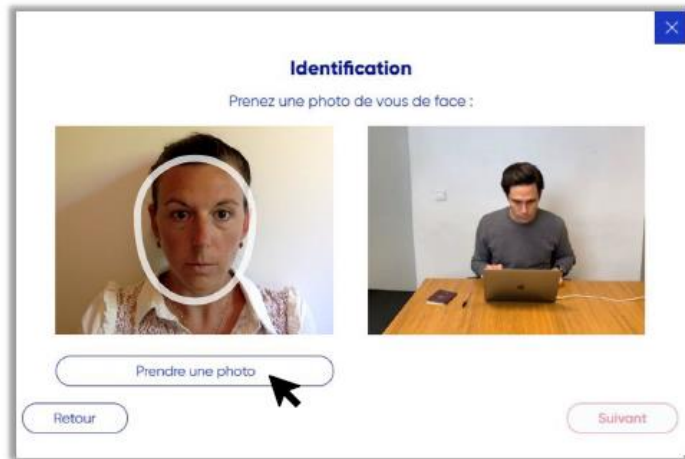 Identification
Prenez une photo de vous de face :
Prendre une photo
Retour
Suivant